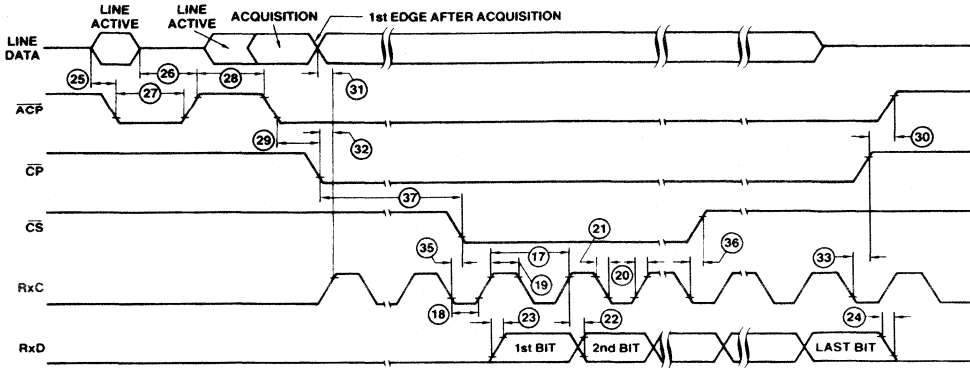 LINE ACTIVE
LINE ACTIVE
ACQUISITION
1st EDGE AFTER ACQUISITION
LINE DATA
25
26
27
28
31
ACP
29
32
30
CP
37
CS
35
17
21
20
36
19
33
RxC
18
23
22
24
RxD
1st BIT
2nd BIT
LAST BIT